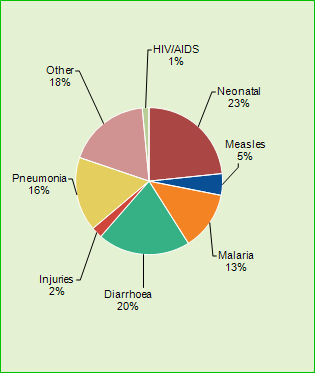 HIV/AIDS
1%
Neonatal
23%
Measles
5%
Malaria
13%
Diarrhoea
20%
Injuries
2%
Pneumonia
16%
Other
18%